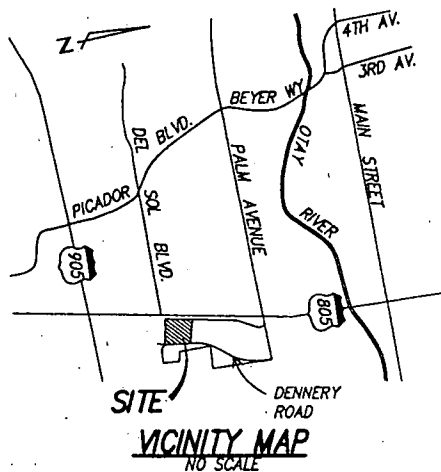 4TH AV.
3RD AV.
Z
BEYER WY
MAIN STREET
BLVD.
DEL
SOL
BLVD.
OTAY
RIVER
PALM AVENUE
PICADOR
905
805
SITE
DENNERY
ROAD
VICINITY MAP
NO SCALE